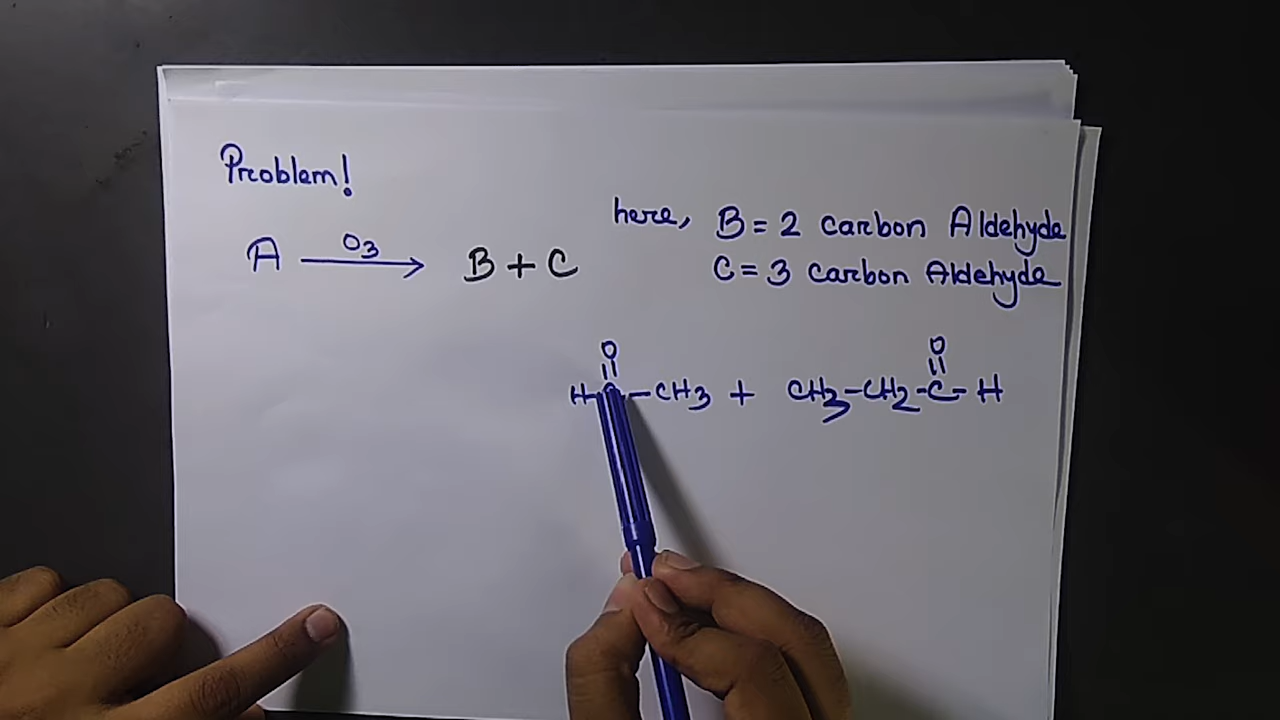 Problem!
here, B = 2 carbon Aldehyde
A O3 → B + C
C = 3 carbon Aldehyde
O O
|| ||
H- -CH3 + CH3-CH2-C-H